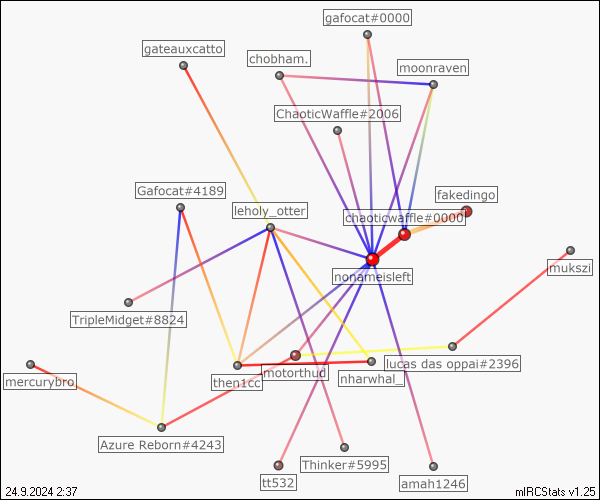 gafocat#0000
gateauxcatto
chobham.
moonraven
ChaoticWaffle#2006
Gafocat#4189
fakedingo
leholy_otter
chaoticwaffle#0000
mukszi
nonameisleft
TripleMidget#8824
lucas das oppai#2396
motorthud
mercurybro
then1cc
nharwhal_
Azure Reborn#4243
Thinker#5995
tt532
amah1246
24.9.2024 2:37
mIRCStats v1.25